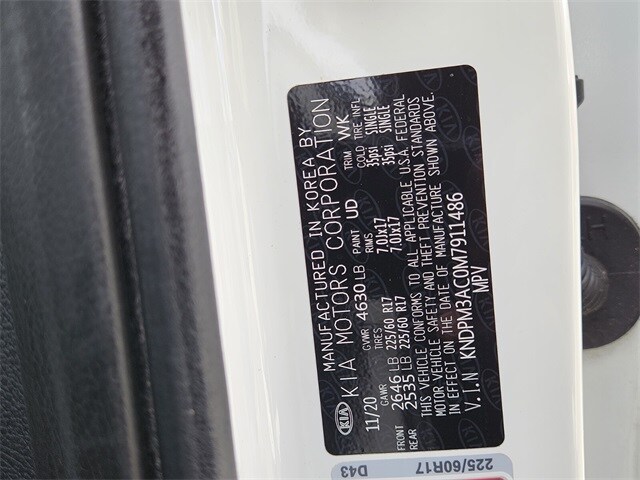 MANUFACTURED IN KOREA BY
KIA KIA MOTORS CORPORATION
11/20 GVWR 4630 LB PAINT UD TRIM WK
GAWR TIRES RIMS COLD TIRE INFL
FRONT 2646 LB 225/60 R17 7.0Jx17 35psi SINGLE
REAR 2535 LB 225/60 R17 7.0Jx17 35psi SINGLE
THIS VEHICLE CONFORMS TO ALL APPLICABLE U.S.A. FEDERAL
MOTOR VEHICLE SAFETY AND THEFT PREVENTION STANDARDS
IN EFFECT ON THE DATE OF MANUFACTURE SHOWN ABOVE.
V.I.N KNDPM3AC0M7911486
MPV
D43
225/60R17